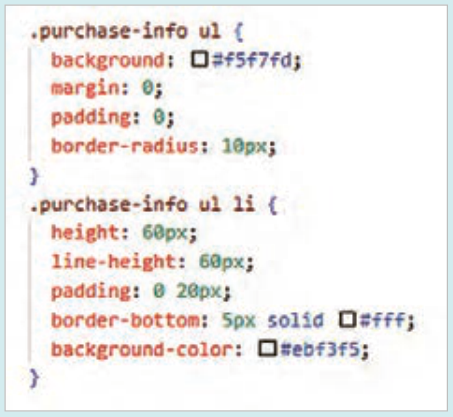 .purchase-info ul {
background: #f5f7fd;
margin: 0;
padding: 0;
border-radius: 10px;
}
.purchase-info ul li {
height: 60px;
line-height: 60px;
padding: 0 20px;
border-bottom: 5px solid #fff;
background-color: #ebf3f5;
}